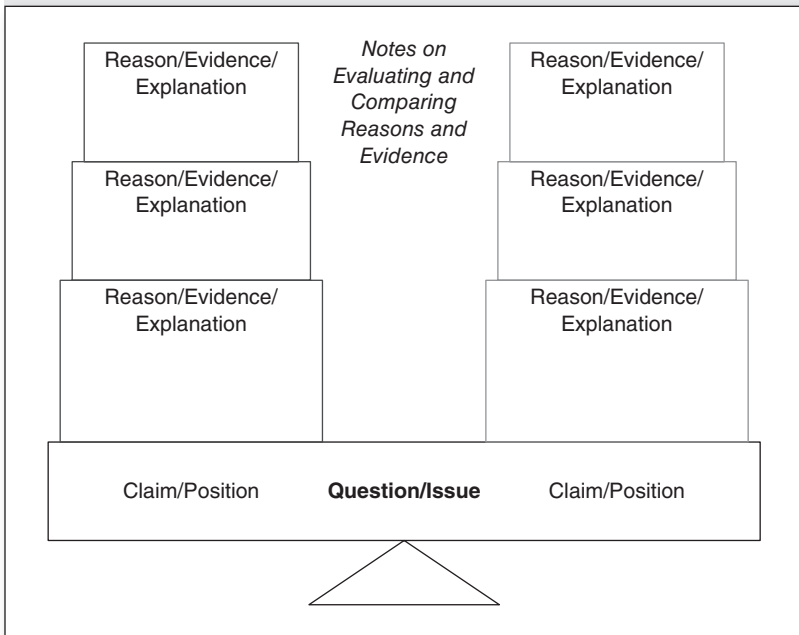 Reason/Evidence/
Explanation
Reason/Evidence/
Explanation
Reason/Evidence/
Explanation
Notes on
Evaluating and
Comparing
Reasons and
Evidence
Reason/Evidence/
Explanation
Reason/Evidence/
Explanation
Reason/Evidence/
Explanation
Claim/Position
Question/Issue
Claim/Position